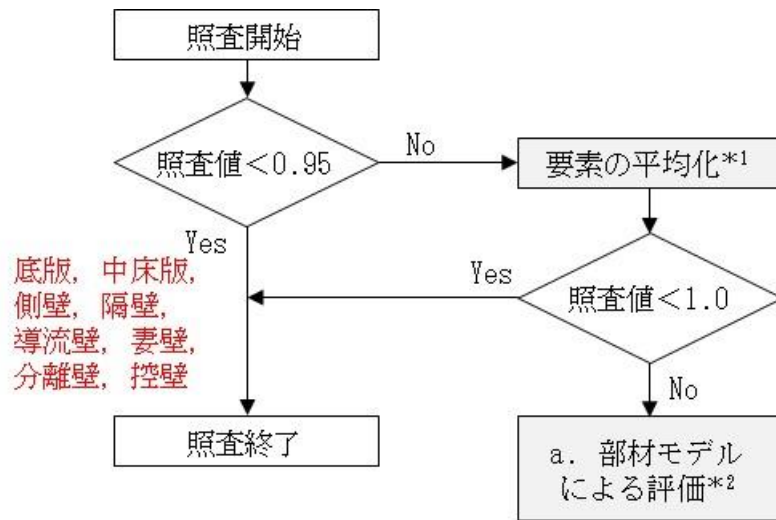 照査開始
照査値<0.95
No
要素の平均化*1
Yes
底版, 中床版,
側壁, 隔壁,
導流壁, 妻壁,
分離壁, 控壁
Yes
照査値<1.0
No
照査終了
a. 部材モデル
による評価*2